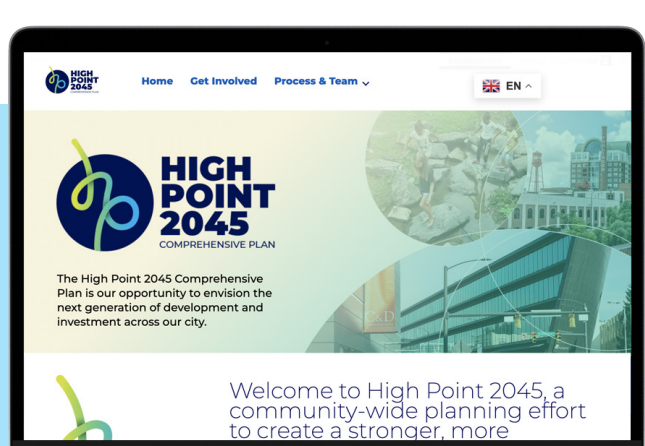 HIGH
POINT
2045
COMPREHENSIVE PLAN
Home Get Involved Process & Team
EN
HIGH
POINT
2045
COMPREHENSIVE PLAN
The High Point 2045 Comprehensive
Plan is our opportunity to envision the
next generation of development and
investment across our city.
Welcome to High Point 2045, a
community-wide planning effort
to create a stronger, more